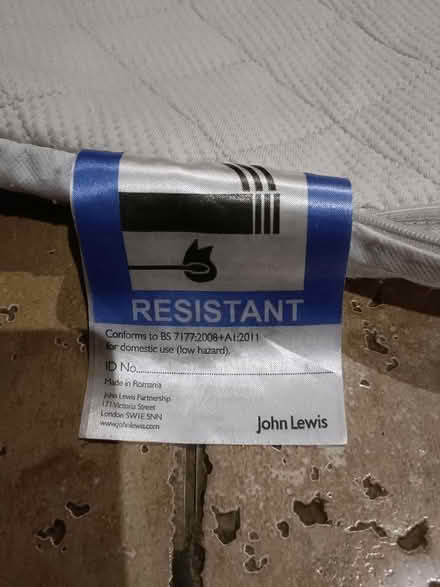 RESISTANT
Conforms to BS 7177:2008+A1:2011
for domestic use (low hazard).
ID No..........................................................
Made in Romania
John Lewis Partnership
171 Victoria Street
London SW1E 5NN
www.johnlewis.com
John Lewis